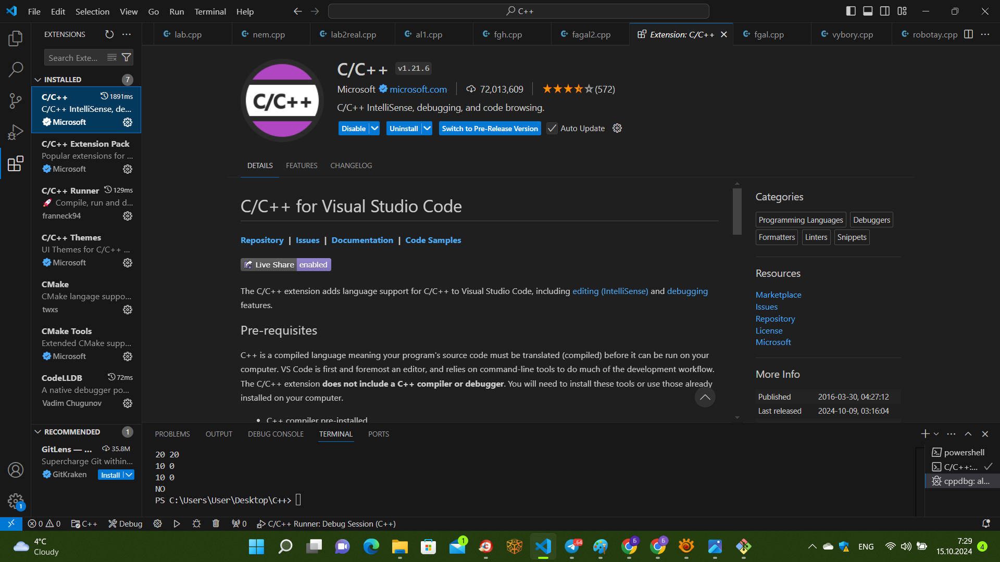 File Edit Selection View Go Run Terminal Help
C++
EXTENSIONS
lab.cpp
nem.cpp
lab2real.cpp
al1.cpp
fgh.cpp
fagal2.cpp
Extension: C/C++
fgal.cpp
vybory.cpp
robotay.cpp
Search Exte...
INSTALLED 7
C/C++ 1891ms
C/C++ IntelliSense, de...
Microsoft
C/C++ Extension Pack
Popular extensions for ...
Microsoft
C/C++ Runner 129ms
🚀 Compile, run and d...
franneck94
C/C++ Themes
UI Themes for C/C++ ...
Microsoft
CMake
CMake langage suppo...
twxs
CMake Tools
Extended CMake supp...
Microsoft
CodeLLDB 72ms
A native debugger po...
Vadim Chugunov
RECOMMENDED 1
GitLens — ... 35.8M
Supercharge Git within...
GitKraken Install
1
C/C++
C/C++ v1.21.6
Microsoft microsoft.com 72,013,609 (572)
C/C++ IntelliSense, debugging, and code browsing.
Disable Uninstall Switch to Pre-Release Version Auto Update
DETAILS FEATURES CHANGELOG
C/C++ for Visual Studio Code
Repository | Issues | Documentation | Code Samples
Live Share enabled
The C/C++ extension adds language support for C/C++ to Visual Studio Code, including editing (IntelliSense) and debugging
features.
Pre-requisites
C++ is a compiled language meaning your program's source code must be translated (compiled) before it can be run on your
computer. VS Code is first and foremost an editor, and relies on command-line tools to do much of the development workflow.
The C/C++ extension does not include a C++ compiler or debugger. You will need to install these tools or use those already
installed on your computer.
• C++ compiler pre-installed
Categories
Programming Languages Debuggers
Formatters Linters Snippets
Resources
Marketplace
Issues
Repository
License
Microsoft
More Info
Published 2016-03-30, 04:27:12
Last released 2024-10-09, 03:16:04
PROBLEMS OUTPUT DEBUG CONSOLE TERMINAL PORTS
20 20
10 0
10 0
NO
PS C:\Users\User\Desktop\C++>
powershell
C/C++:...
cppdbg: al...
0 0 C++ Debug 0 C/C++ Runner: Debug Session (C++)
4°C
Cloudy
1
64
Б
Б
ENG
7:29
15.10.2024
4